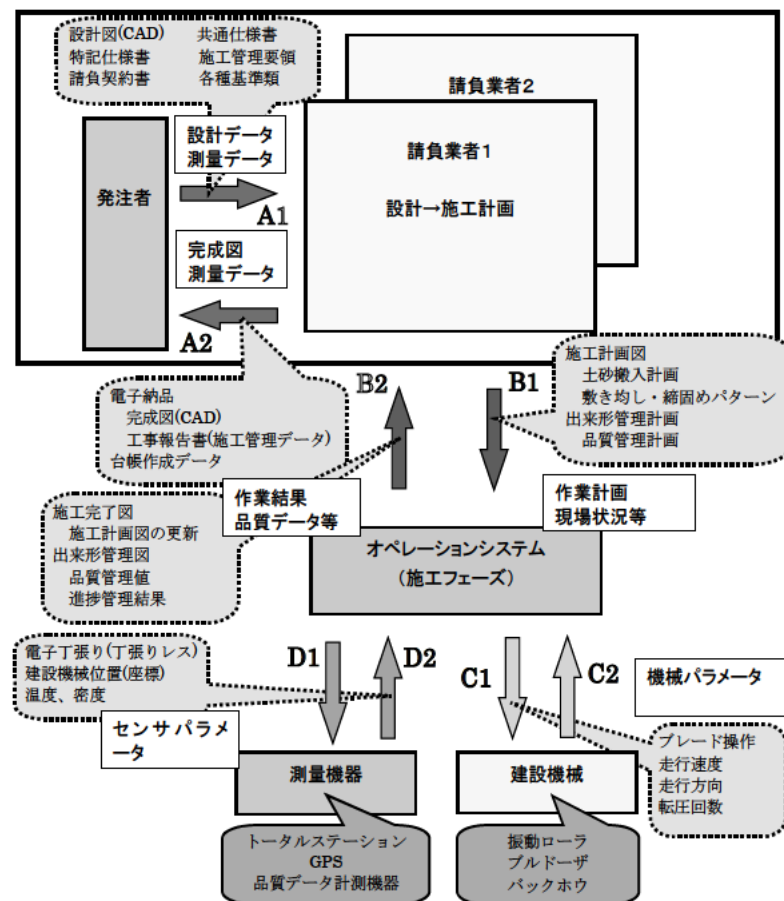 設計図(CAD) 共通仕様書
特記仕様書 施工管理要領
請負契約書 各種基準類
請負業者2
設計データ
測量データ
請負業者1
発注者
A1
設計→施工計画
完成図
測量データ
A2
施工計画図
土砂搬入計画
敷き均し・締固めパターン
出来形管理計画
品質管理計画
B2
B1
電子納品
完成図(CAD)
工事報告書(施工管理データ)
台帳作成データ
作業結果
品質データ等
作業計画
現場状況等
施工完了図
施工計画図の更新
出来形管理図
品質管理値
進捗管理結果
オペレーションシステム
(施工フェーズ)
電子丁張り(丁張りレス)
建設機械位置(座標)
温度、密度
D1
D2
C1
C2
機械パラメータ
センサパラメ
ータ
ブレード操作
走行速度
走行方向
転圧回数
測量機器
建設機械
トータルステーション
GPS
品質データ計測機器
振動ローラ
ブルドーザ
バックホウ